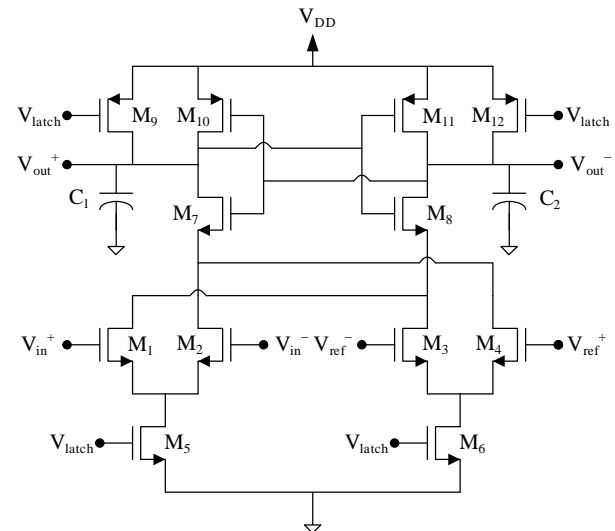 V_DD
V_latch M_9 M_10 M_11 M_12 V_latch
V_out^+ V_out^-
C_1 C_2
M_7 M_8
V_in^+ M_1 M_2 V_in^- V_ref^- M_3 M_4 V_ref^+
V_latch M_5 V_latch M_6